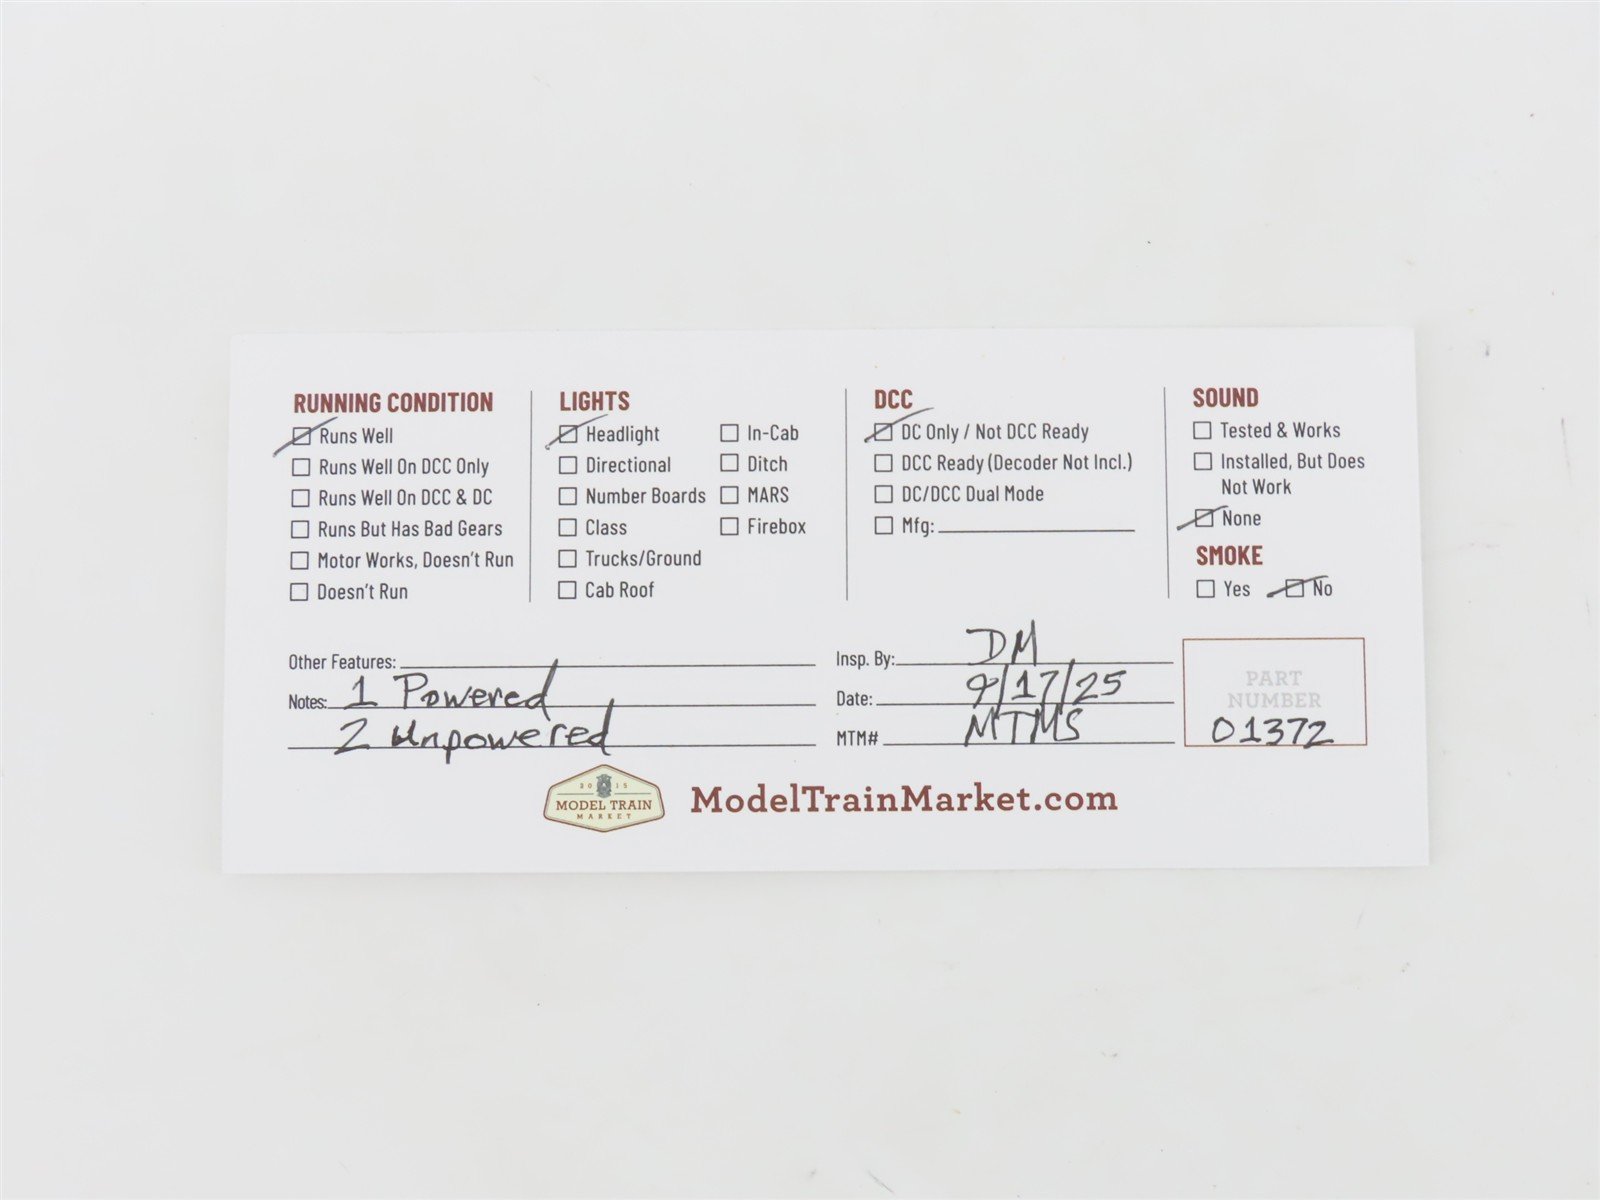 RUNNING CONDITION
Runs Well
Runs Well On DCC Only
Runs Well On DCC & DC
Runs But Has Bad Gears
Motor Works, Doesn't Run
Doesn't Run
LIGHTS
Headlight
Directional
Number Boards
Class
Trucks/Ground
Cab Roof
In-Cab
Ditch
MARS
Firebox
DCC
DC Only / Not DCC Ready
DCC Ready (Decoder Not Incl.)
DC/DCC Dual Mode
Mfg:
SOUND
Tested & Works
Installed, But Does
Not Work
None
SMOKE
Yes No
Other Features:
Notes: 1 Powered
2 Unpowered
Insp. By: DM
Date: 9/17/25
MTM# MTMS
PART
NUMBER
01372
2015
MODEL TRAIN
MARKET
ModelTrainMarket.com